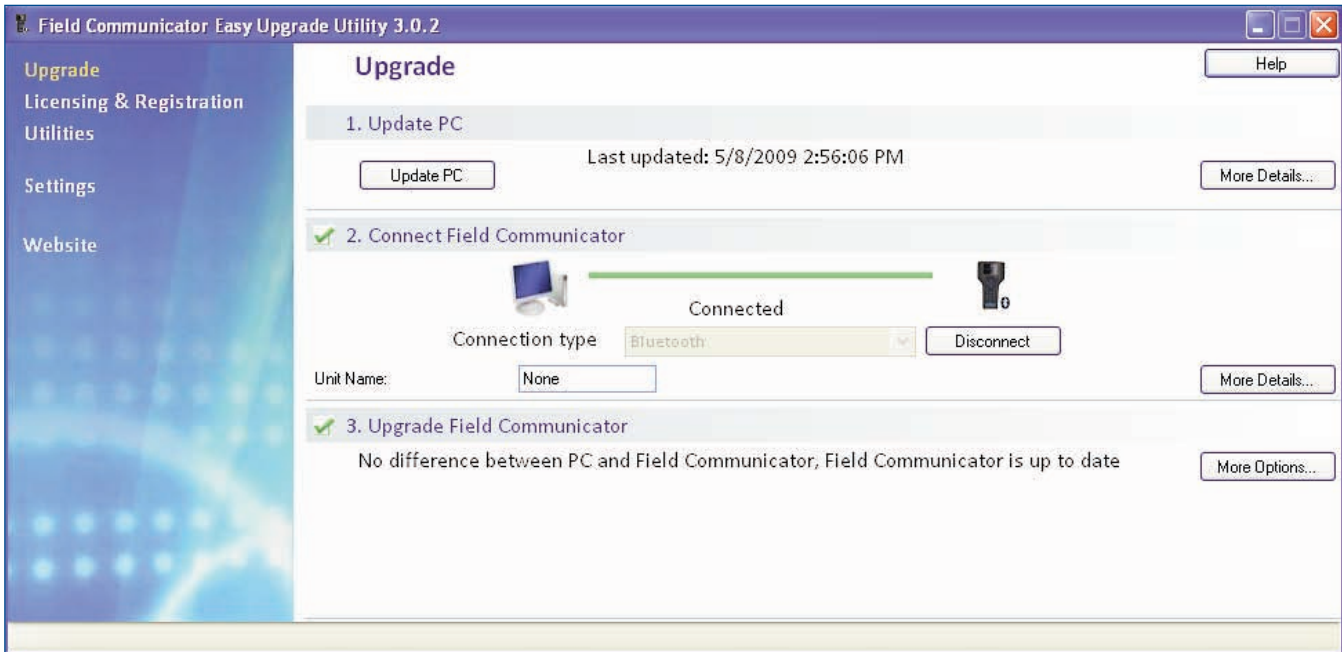 Field Communicator Easy Upgrade Utility 3.0.2
Upgrade
Licensing & Registration
Utilities
Settings
Website
Upgrade
Help
1. Update PC
Last updated: 5/8/2009 2:56:06 PM
Update PC
More Details...
2. Connect Field Communicator
Connected
Connection type
Bluetooth
Disconnect
Unit Name:
None
More Details...
3. Upgrade Field Communicator
No difference between PC and Field Communicator, Field Communicator is up to date
More Options...